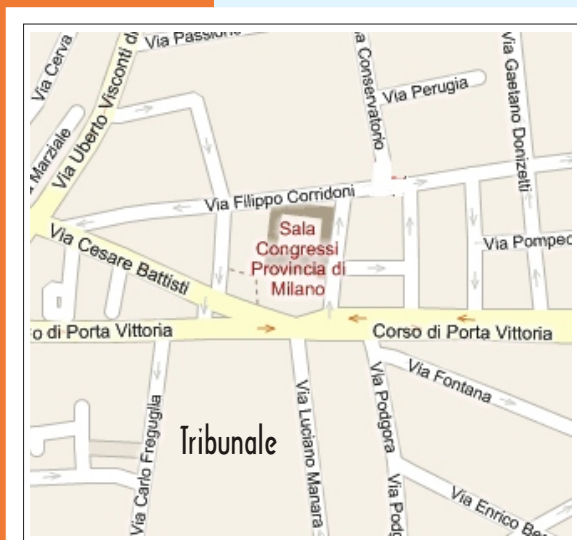 Via Passione
Via Cerva
Via Uberto Visconti di
Marziale
Via Conservatorio
Via Perugia
Via Gaetano Donizetti
Via Filippo Corridoni
Sala
Congressi
Provincia di
Milano
Via Pompeo
Via Cesare Battisti
o di Porta Vittoria
Corso di Porta Vittoria
Via Fontana
Via Carlo Freguglia
Tribunale
Via Luciano Manara
Via Podgora
Via Podg
Via Enrico Be